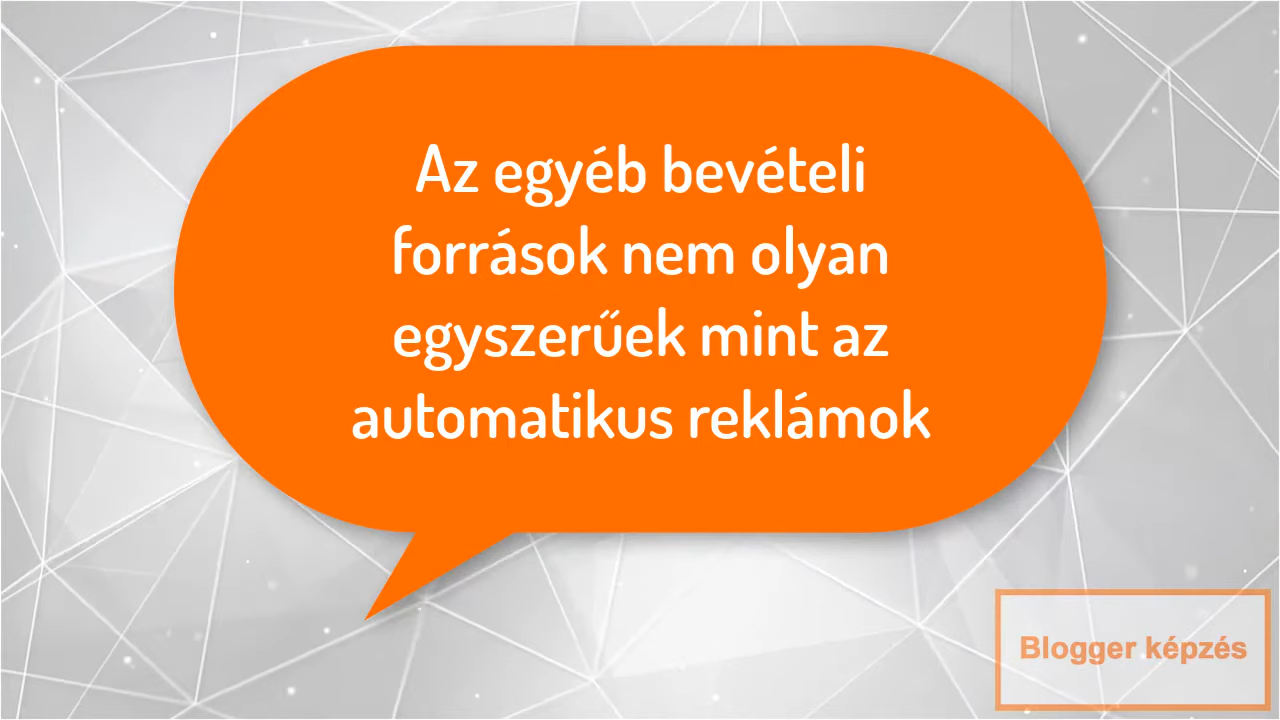 Az egyéb bevételi
források nem olyan
egyszerűek mint az
automatikus reklámok
Blogger képzés